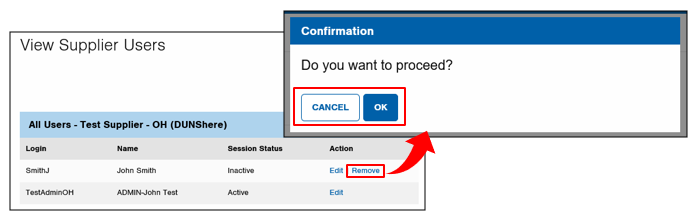 View Supplier Users
All Users - Test Supplier - OH (DUNShere)
Login Name Session Status Action
SmithJ John Smith Inactive Edit Remove
TestAdminOH ADMIN-John Test Active Edit
Confirmation
Do you want to proceed?
CANCEL OK